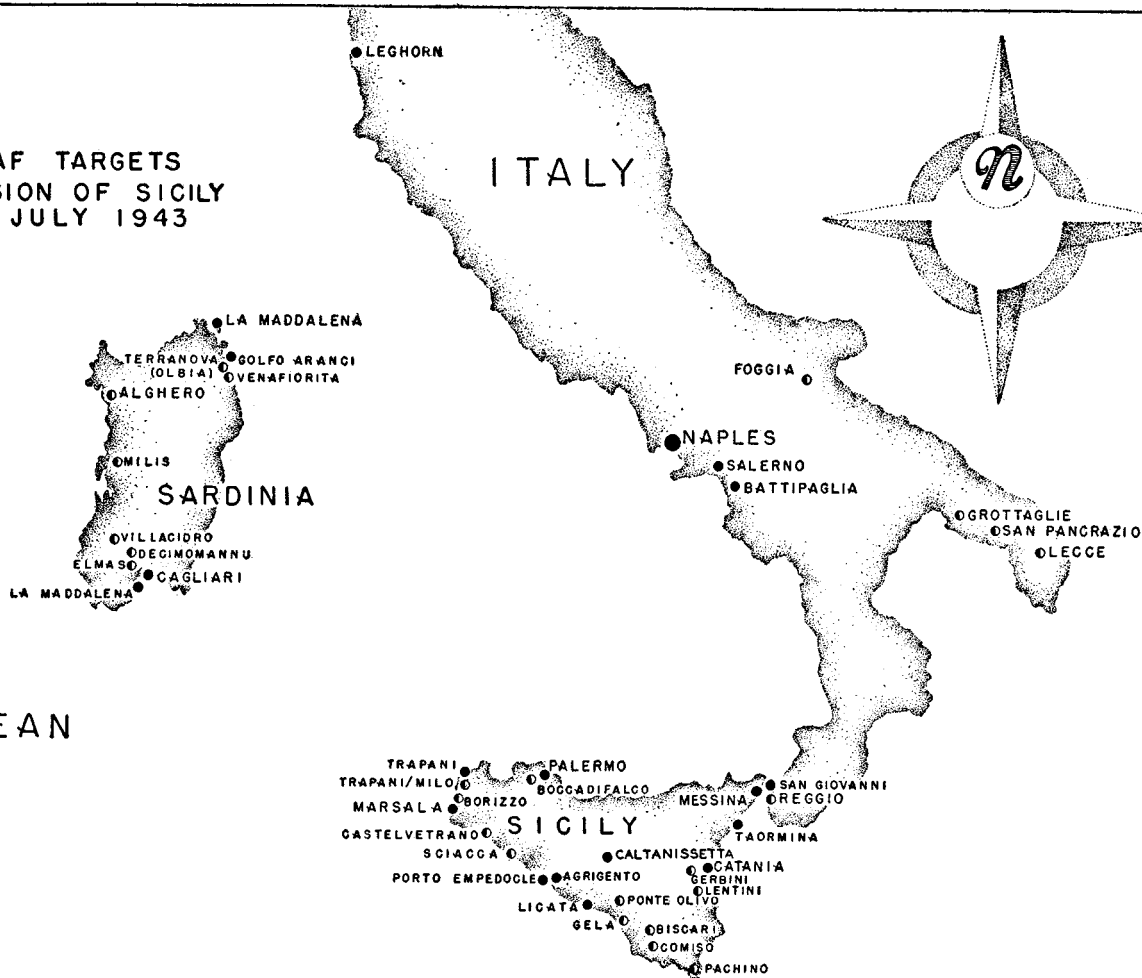 LEGHORN
AF TARGETS
SION OF SICILY
JULY 1943
ITALY
N
LA MADDALENA
TERRANOVA
(OLBIA)
GOLFO ARANCI
VENAFIORITA
ALGHERO
FOGGIA
MILIS
SARDINIA
NAPLES
SALERNO
BATTIPAGLIA
VILLACIDRO
DECIMOMANNU
ELMAS
CAGLIARI
LA MADDALENA
GROTTAGLIE
SAN PANCRAZIO
LECCE
EAN
TRAPANI
TRAPANI/MILO
MARSALA
BORIZZO
PALERMO
BOCCADIFALCO
CASTELVETRANO
SICILY
SCIACCA
MESSINA
SAN GIOVANNI
REGGIO
TAORMINA
CALTANISSETTA
CATANIA
GERBINI
LENTINI
PORTO EMPEDOCLE
AGRIGENTO
LICATA
PONTE OLIVO
GELA
BISCARI
COMISO
PACHINO